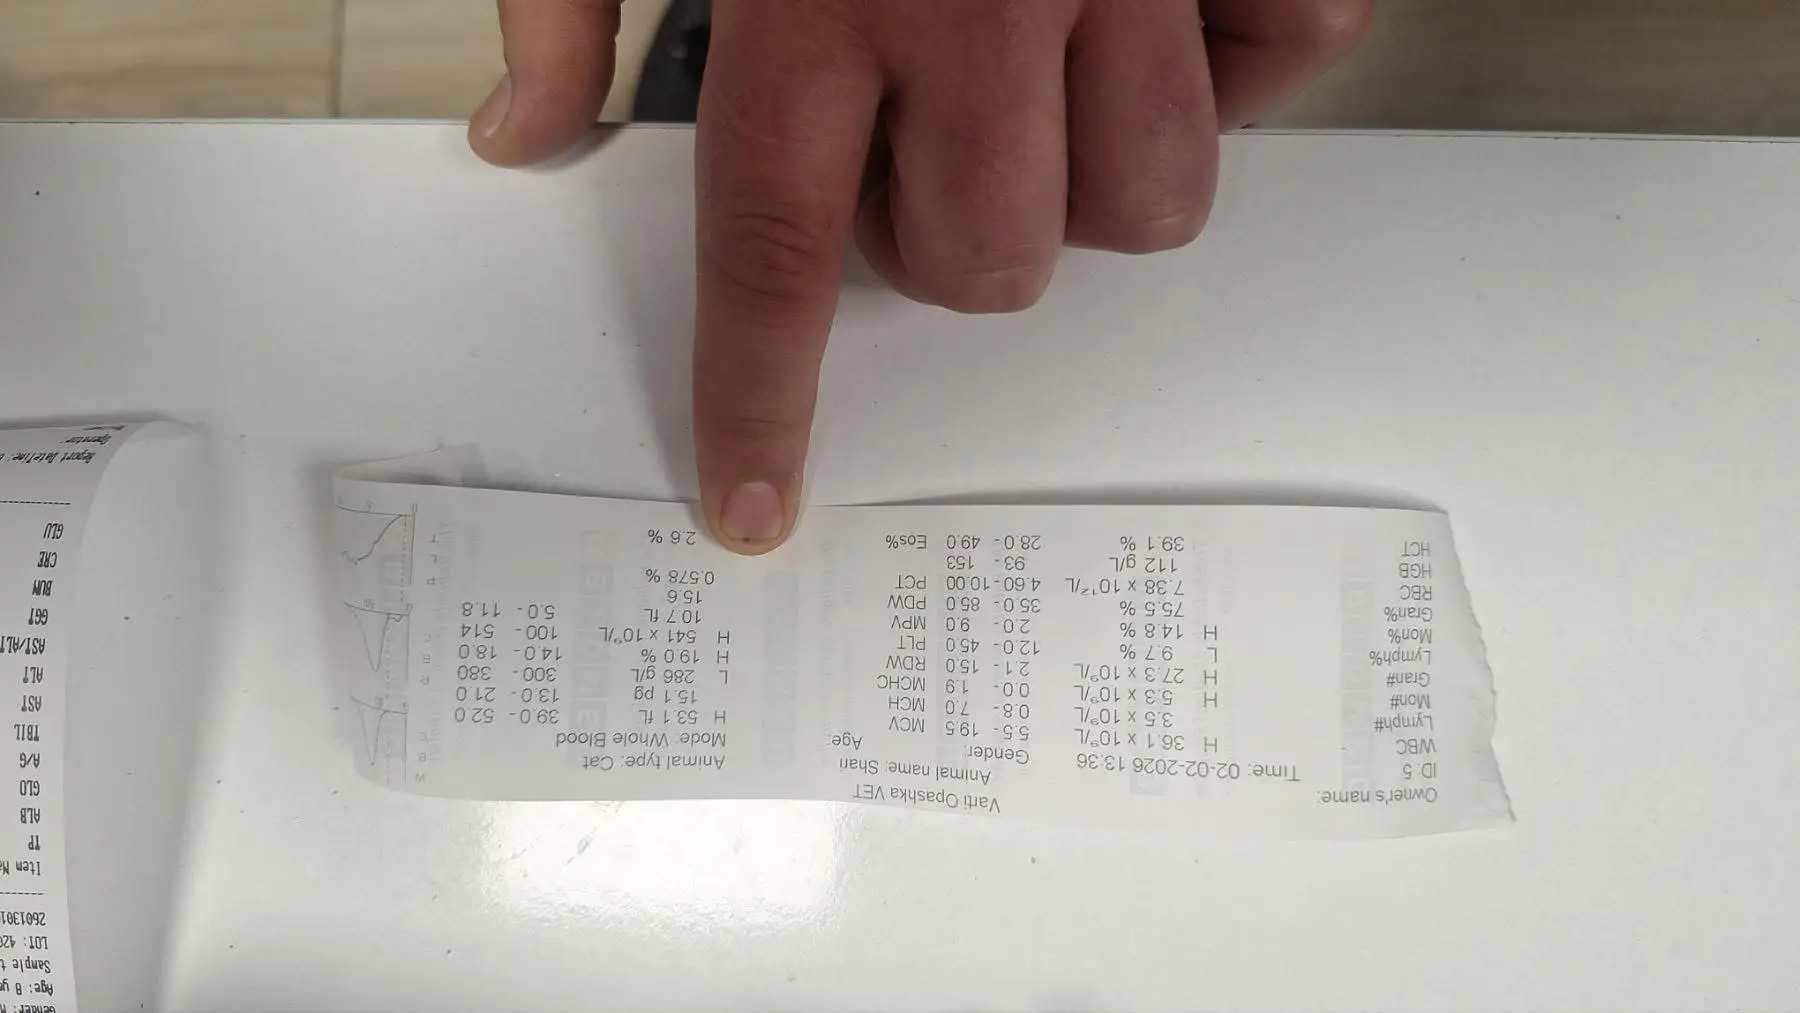 Varti Opashka VET
Owner's name:
Animal name: Shari
Animal type: Cat
ID: 5
Time: 02-02-2026 13:36
Gender:
Age:
Mode: Whole Blood
WBC H 36.1 x 10⁹/L 5.5 - 19.5
Lymph# 3.5 x 10⁹/L 0.8 - 7.0
Mon# H 5.3 x 10⁹/L 0.0 - 1.9
Gran# H 27.3 x 10⁹/L 2.1 - 15.0
Lymph% L 9.7 % 12.0 - 45.0
Mon% H 14.8 % 2.0 - 9.0
Gran% 75.5 % 35.0 - 85.0
RBC 7.38 x 10¹²/L 4.60 - 10.00
HGB 112 g/L 93 - 153
HCT 39.1 % 28.0 - 49.0
MCV H 53.1 fL 39.0 - 52.0
MCH 15.1 pg 13.0 - 21.0
MCHC L 286 g/L 300 - 380
RDW H 19.0 % 14.0 - 18.0
PLT H 541 x 10⁹/L 100 - 514
MPV 10.7 fL 5.0 - 11.8
PDW 15.6
PCT 0.578 %
Eos% 2.6 %
Age: 8
LOT: 420
TP
ALB
GLO
A/G
TBIL
AST
ALT
AST/ALT
GGT
BUN
CRE
GLU
Operator: